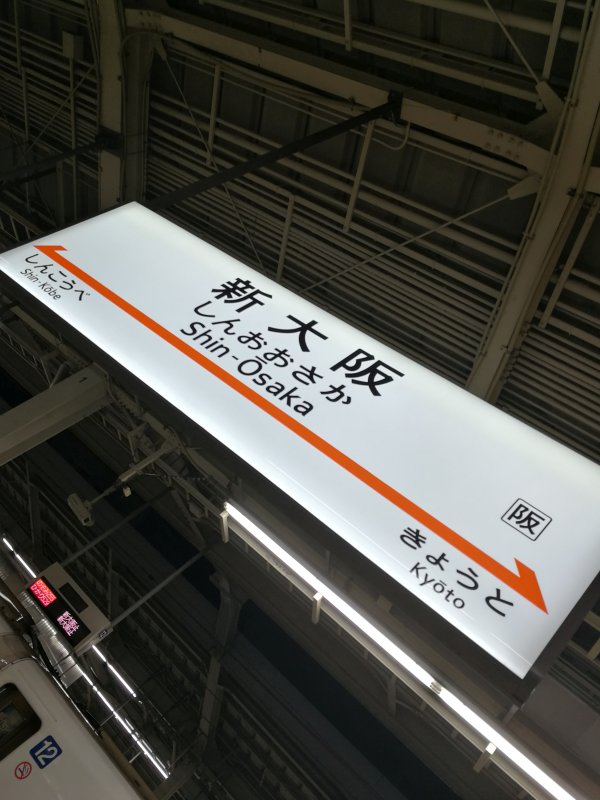 新大阪
しんおおさか
Shin-Ōsaka
しんこうべ
Shin-Kōbe
阪
きょうと
Kyōto
12